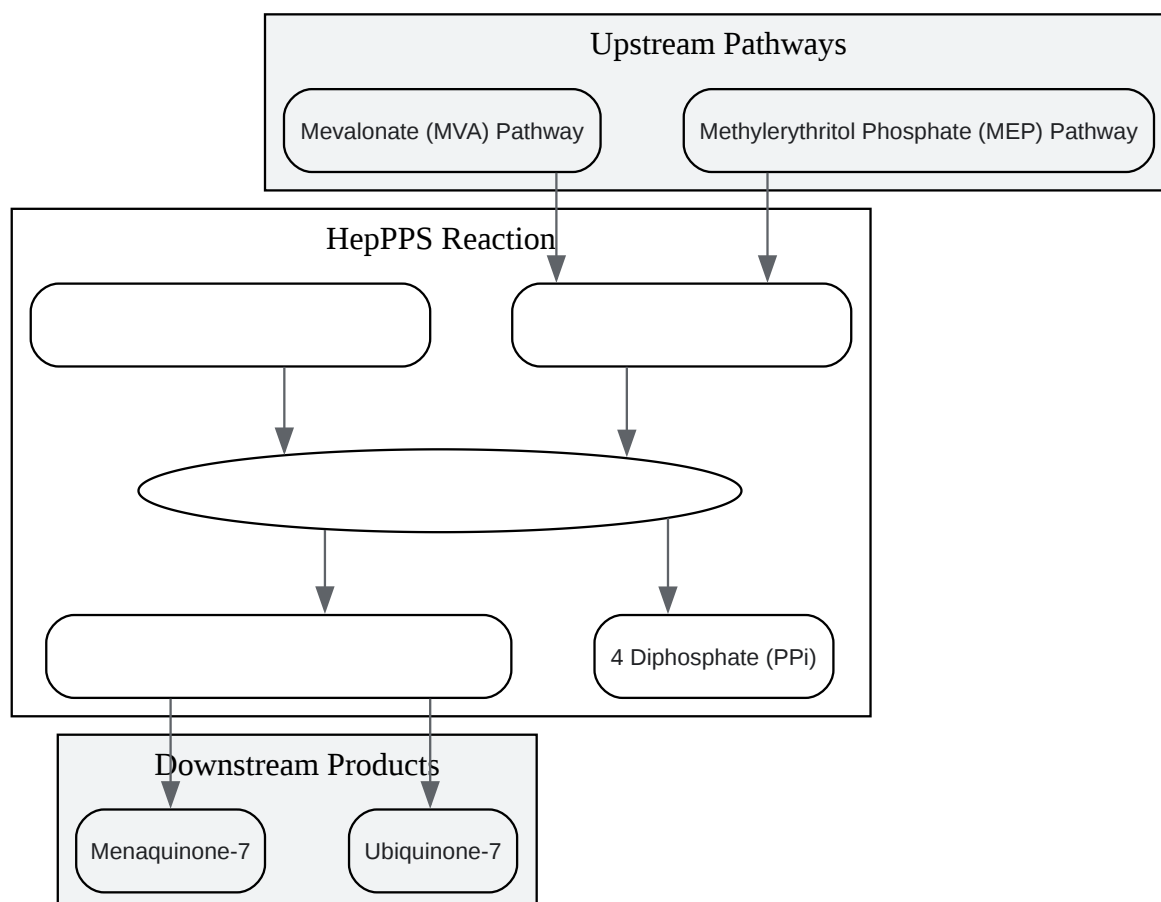 Upstream Pathways
Mevalonate (MVA) Pathway
Methylerythritol Phosphate (MEP) Pathway
HepPPS Reaction
4 Diphosphate (PPi)
Downstream Products
Menaquinone-7
Ubiquinone-7